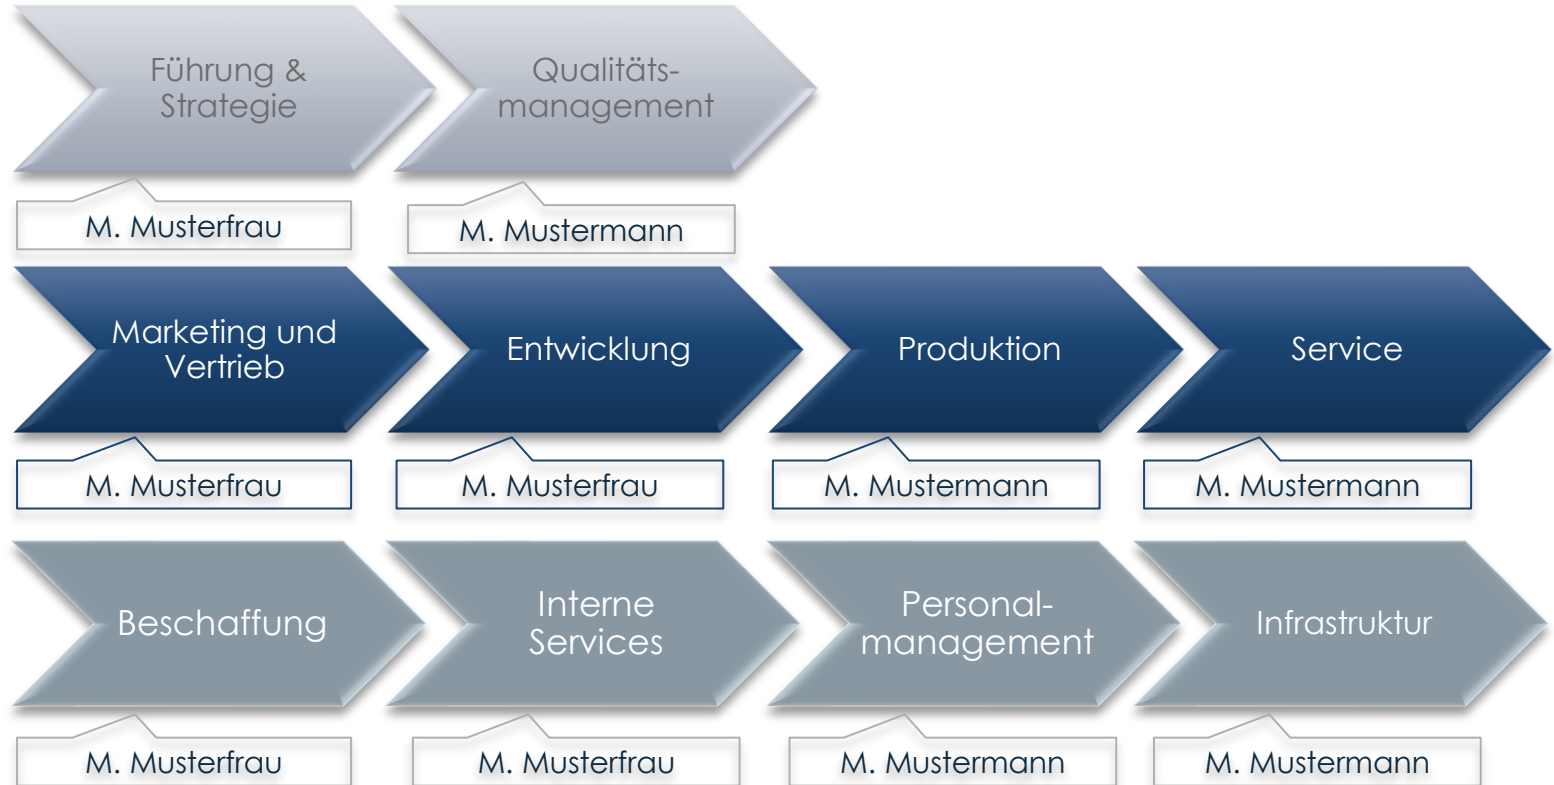 Führung &
Strategie
Qualitäts-
management
M. Musterfrau
M. Mustermann
Marketing und
Vertrieb
Entwicklung
Produktion
Service
M. Musterfrau
M. Musterfrau
M. Mustermann
M. Mustermann
Beschaffung
Interne
Services
Personal-
management
Infrastruktur
M. Musterfrau
M. Musterfrau
M. Mustermann
M. Mustermann